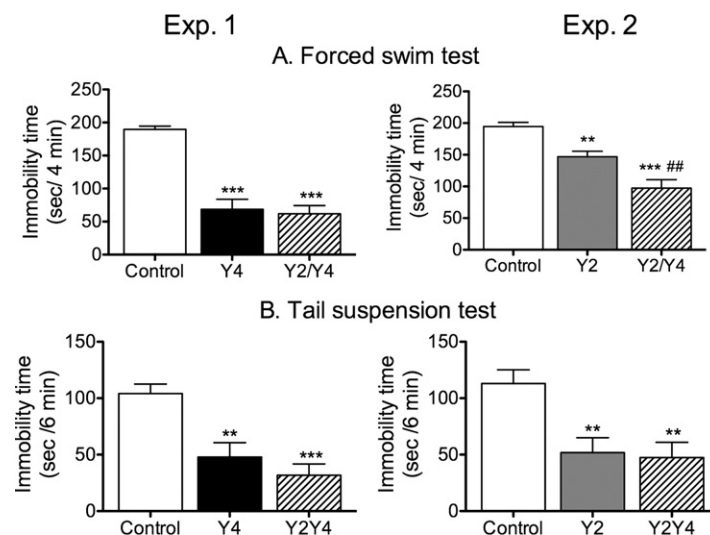 Exp. 1
Exp. 2
A. Forced swim test
Immobility time
(sec/ 4 min)
250
200
150
100
50
0
***
***
Control Y4 Y2/Y4
Immobility time
(sec/ 4 min)
250
200
150
100
50
0
**
*** ##
Control Y2 Y2/Y4
B. Tail suspension test
Immobility time
(sec /6 min)
150
100
50
0
**
***
Control Y4 Y2Y4
Immobility time
(sec /6 min)
150
100
50
0
**
**
Control Y2 Y2Y4